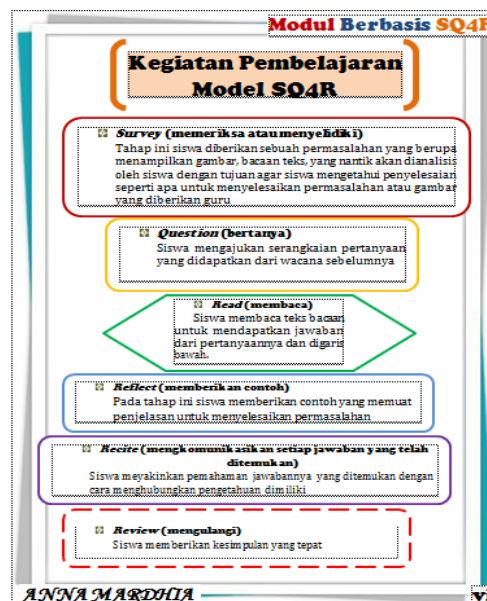 Modul Berbasis SQ4R
Kegiatan Pembelajaran
Model SQ4R
Survey (memeriksa atau menyelidiki)
Tahap ini siswa diberikan sebuah permasalahan yang berupa
menampilkan gambar, bacaan teks, yang nantik akan dianalisis
oleh siswa dengan tujuan agar siswa mengetahui penyelesaian
seperti apa untuk menyelesaikan permasalahan atau gambar
yang diberikan guru
Question (bertanya)
Siswa mengajukan serangkaian pertanyaan
yang didapatkan dari wacana sebelumnya
Read (membaca)
Siswa membaca teks bacaan
untuk mendapatkan jawaban
dari pertanyaannya dan digaris
bawah.
Reflect (memberikan contoh)
Pada tahap ini siswa memberikan contoh yang memuat
penjelasan untuk menyelesaikan permasalahan
Recite (mengkomunikasikan setiap jawaban yang telah
ditemukan)
Siswa meyakinkan pemahaman jawabannya yang ditemukan dengan
cara menghubungkan pengetahuan dimiliki
Review (mengulangi)
Siswa memberikan kesimpulan yang tepat
ANNA MARDHIA